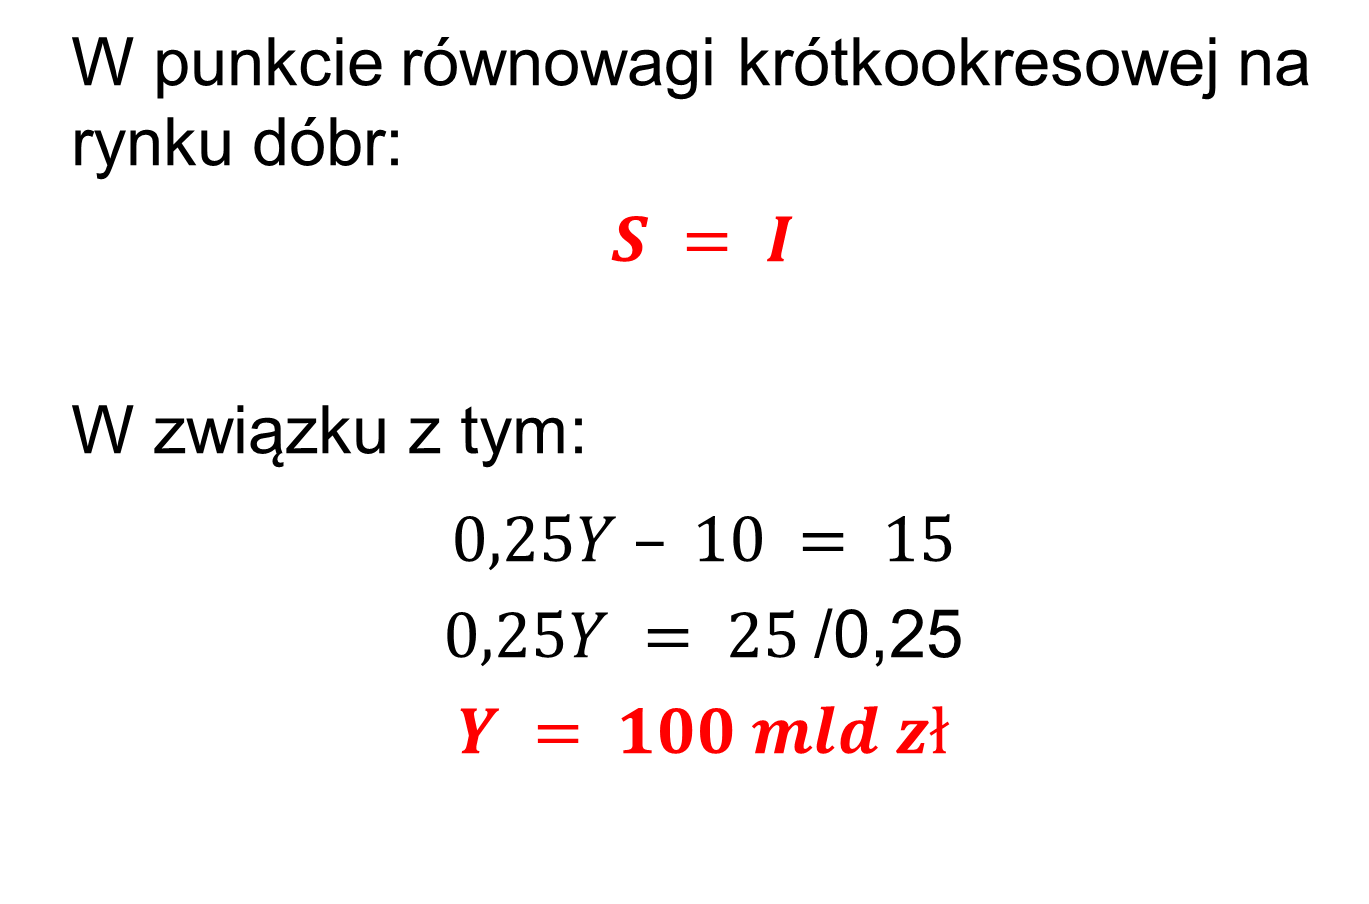 W punkcie równowagi krótkookresowej na
rynku dóbr:
S = I
W związku z tym:
0,25Y – 10 = 15
0,25Y = 25 /0,25
Y = 100 mld zł